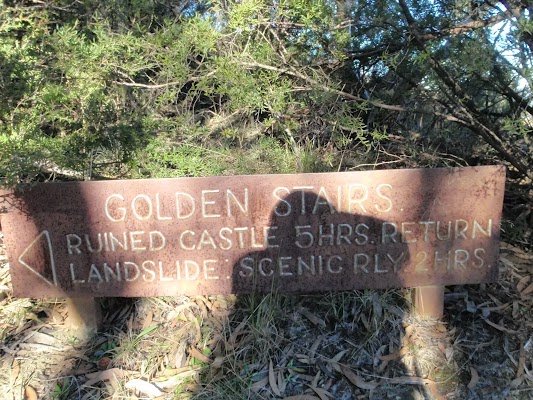 GOLDEN STAIRS.
RUINED CASTLE 5HRS.RETURN
LANDSLIDE. SCENIC RLY.2HRS.